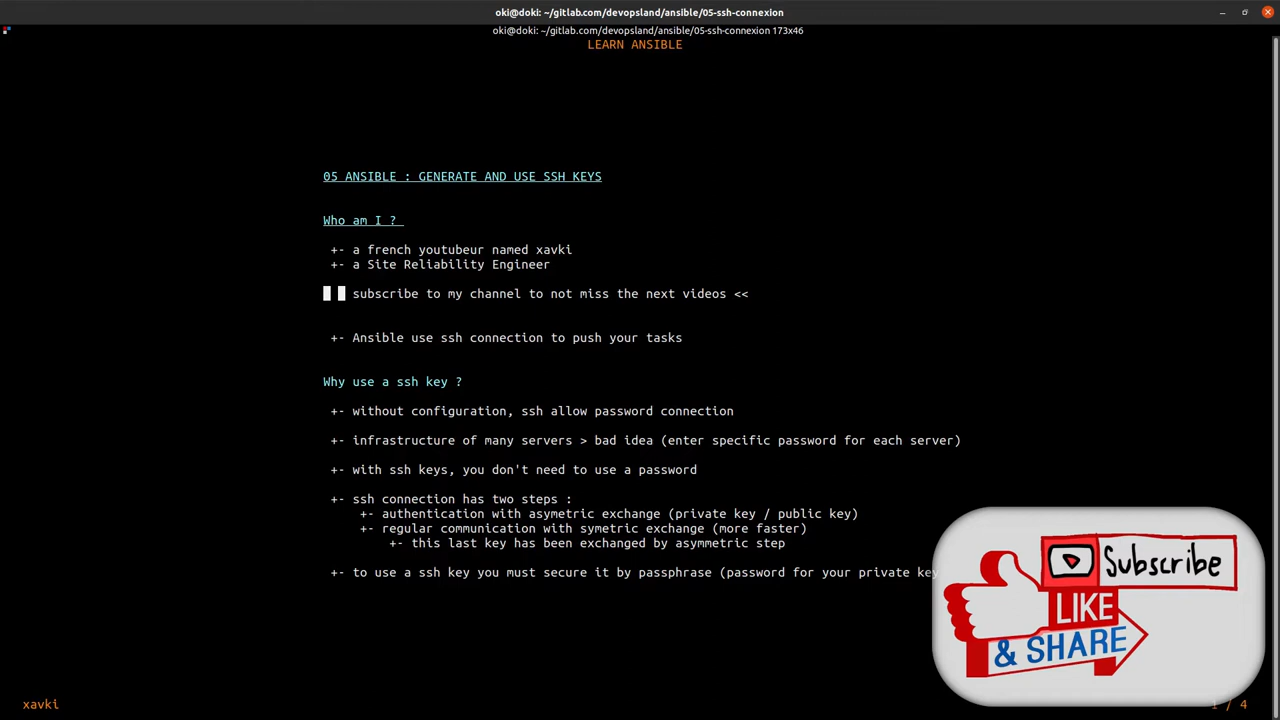 oki@doki: ~/gitlab.com/devopsland/ansible/05-ssh-connexion
oki@doki: ~/gitlab.com/devopsland/ansible/05-ssh-connexion 173x46
LEARN ANSIBLE
05 ANSIBLE : GENERATE AND USE SSH KEYS
Who am I ?
+- a french youtubeur named xavki
+- a Site Reliability Engineer
subscribe to my channel to not miss the next videos <<
+- Ansible use ssh connection to push your tasks
Why use a ssh key ?
+- without configuration, ssh allow password connection
+- infrastructure of many servers > bad idea (enter specific password for each server)
+- with ssh keys, you don't need to use a password
+- ssh connection has two steps :
+- authentication with asymetric exchange (private key / public key)
+- regular communication with symetric exchange (more faster)
+- this last key has been exchanged by asymmetric step
+- to use a ssh key you must secure it by passphrase (password for your private key
Subscribe
LIKE
& SHARE
xavki
1 / 4